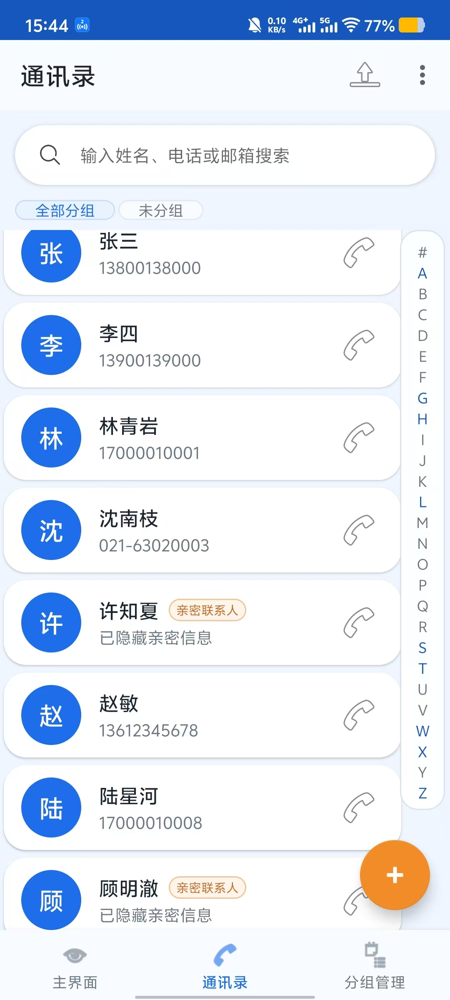 15:44 2 0.10 KB/s 4G+ 5G 77%
通讯录
输入姓名、电话或邮箱搜索
全部分组 未分组
张 张三
13800138000
李 李四
13900139000
林 林青岩
17000010001
沈 沈南枝
021-63020003
许 许知夏 亲密联系人
已隐藏亲密信息
赵 赵敏
13612345678
陆 陆星河
17000010008
顾 顾明澈 亲密联系人
已隐藏亲密信息
#
A
B
C
D
E
F
G
H
I
J
K
L
M
N
O
P
Q
R
S
T
U
V
W
X
Y
Z
主界面 通讯录 分组管理